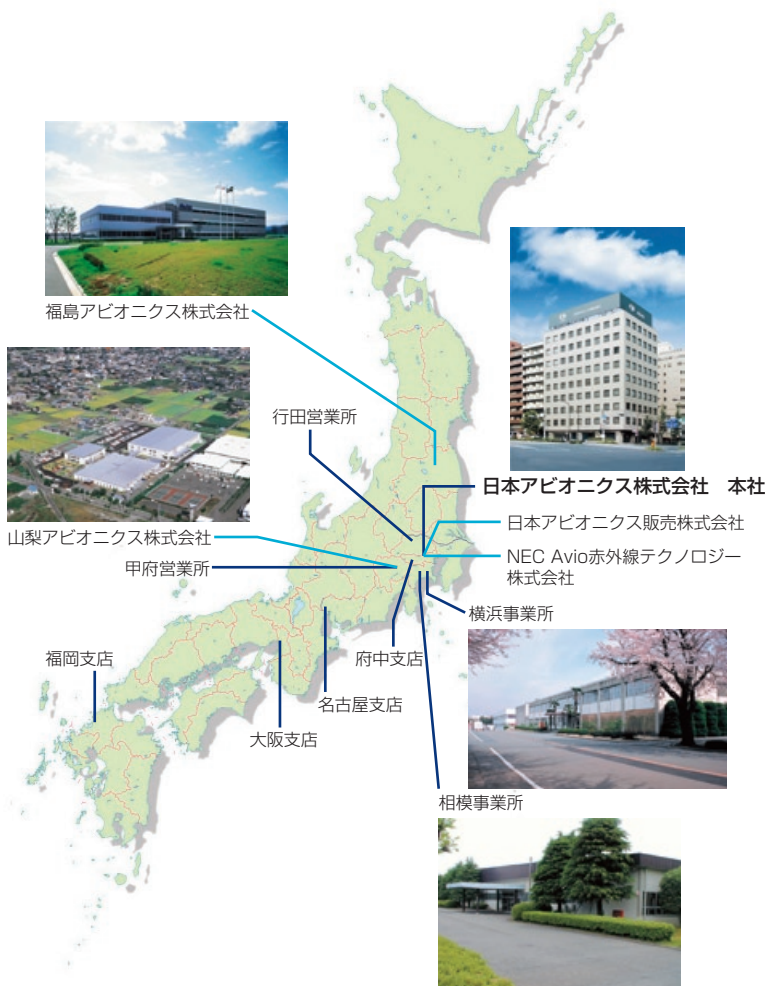 福島アビオニクス株式会社
行田営業所
日本アビオニクス株式会社　本社
日本アビオニクス販売株式会社
山梨アビオニクス株式会社
NEC Avio赤外線テクノロジー
株式会社
甲府営業所
横浜事業所
福岡支店
府中支店
名古屋支店
大阪支店
相模事業所